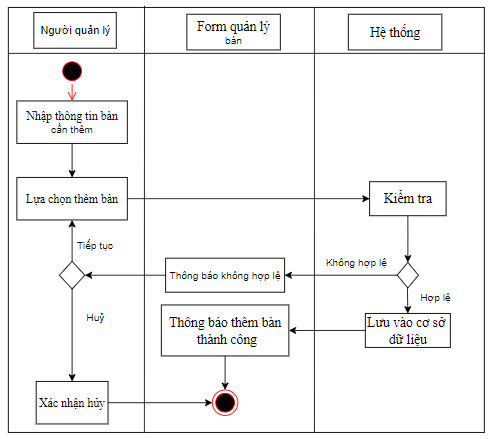 Người quản lý
Form quản lý
bàn
Hệ thống
Nhập thông tin bàn
cần thêm
Lựa chọn thêm bàn
Kiểm tra
Tiếp tục
Không hợp lệ
Thông báo không hợp lệ
Hợp lê
Huỷ
Thông báo thêm bàn
thành công
Lưu vào cơ sở
dữ liệu
Xác nhận hủy